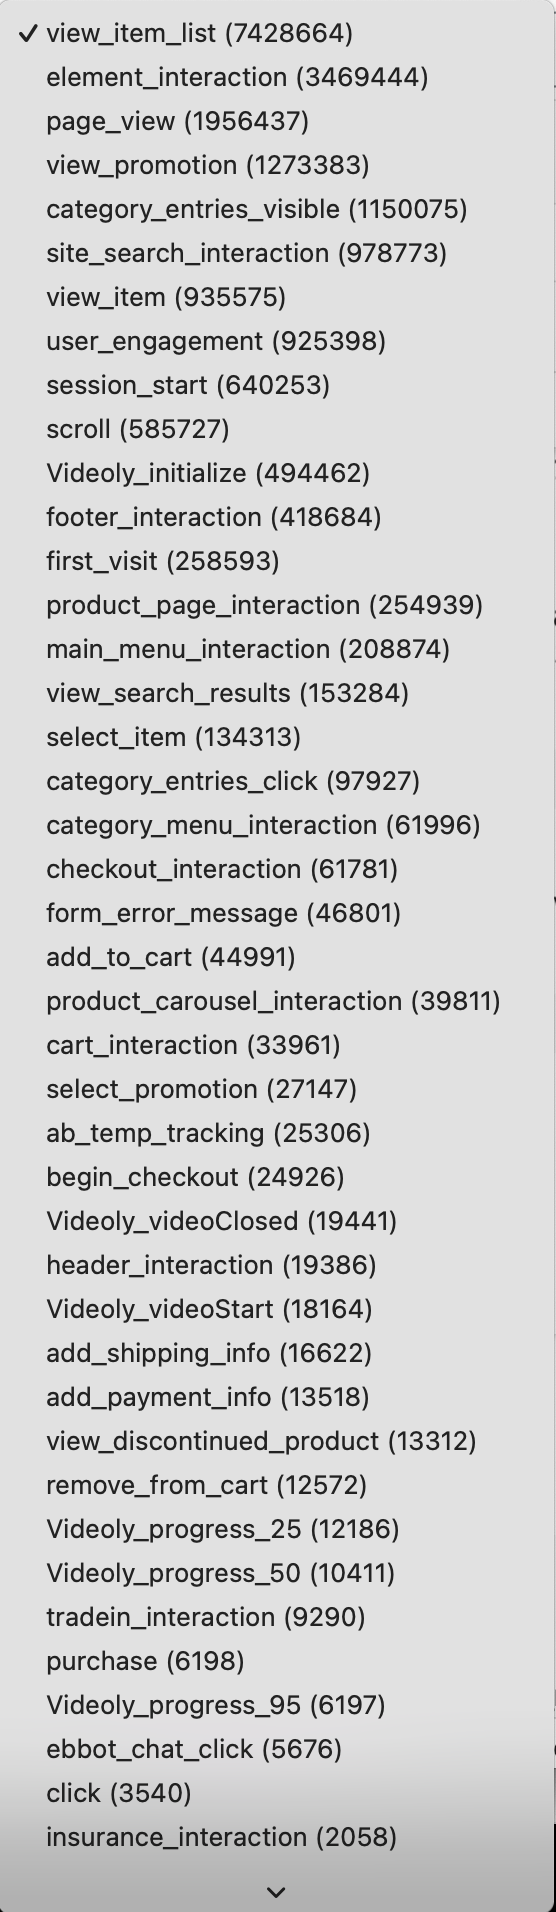 ✓ view_item_list (7428664)
element_interaction (3469444)
page_view (1956437)
view_promotion (1273383)
category_entries_visible (1150075)
site_search_interaction (978773)
view_item (935575)
user_engagement (925398)
session_start (640253)
scroll (585727)
Videoly_initialize (494462)
footer_interaction (418684)
first_visit (258593)
product_page_interaction (254939)
main_menu_interaction (208874)
view_search_results (153284)
select_item (134313)
category_entries_click (97927)
category_menu_interaction (61996)
checkout_interaction (61781)
form_error_message (46801)
add_to_cart (44991)
product_carousel_interaction (39811)
cart_interaction (33961)
select_promotion (27147)
ab_temp_tracking (25306)
begin_checkout (24926)
Videoly_videoClosed (19441)
header_interaction (19386)
Videoly_videoStart (18164)
add_shipping_info (16622)
add_payment_info (13518)
view_discontinued_product (13312)
remove_from_cart (12572)
Videoly_progress_25 (12186)
Videoly_progress_50 (10411)
tradein_interaction (9290)
purchase (6198)
Videoly_progress_95 (6197)
ebbot_chat_click (5676)
click (3540)
insurance_interaction (2058)